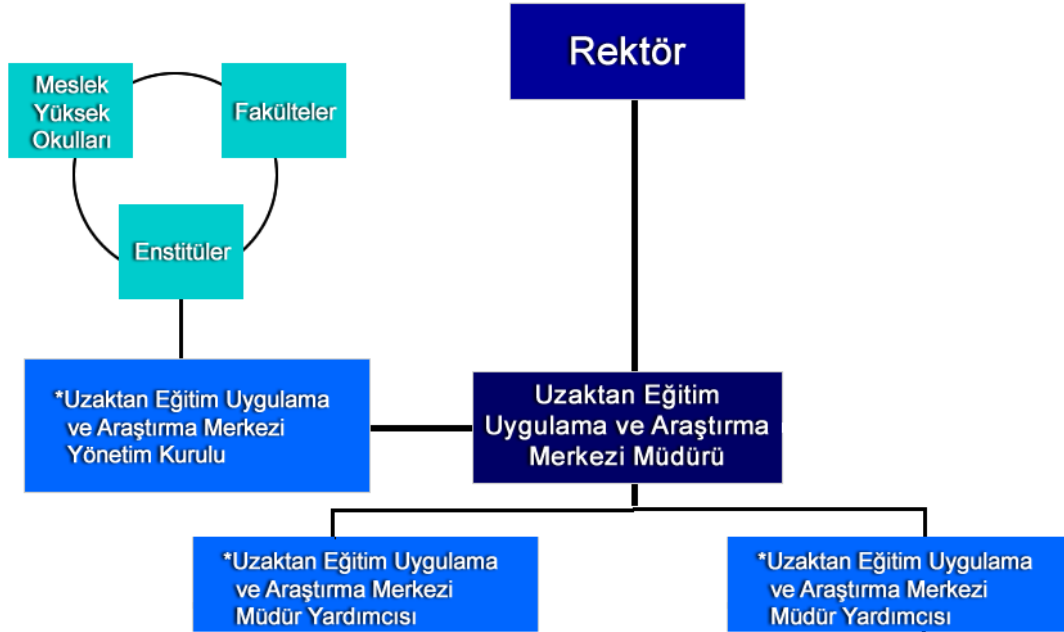 Rektör
Meslek
Yüksek
Okulları
Fakülteler
Enstitüler
*Uzaktan Eğitim Uygulama
ve Araştırma Merkezi
Yönetim Kurulu
Uzaktan Eğitim
Uygulama ve Araştırma
Merkezi Müdürü
*Uzaktan Eğitim Uygulama
ve Araştırma Merkezi
Müdür Yardımcısı
*Uzaktan Eğitim Uygulama
ve Araştırma Merkezi
Müdür Yardımcısı